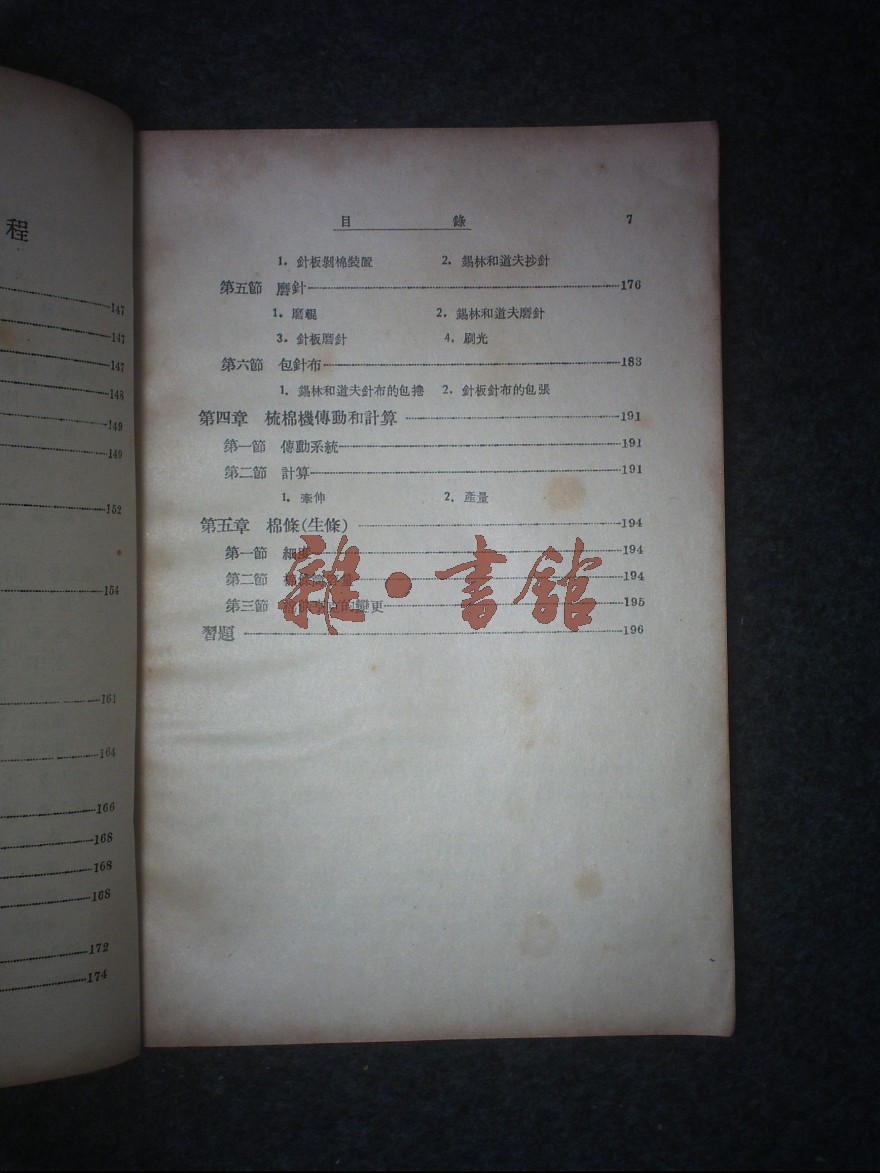 程
147
147
147
148
149
149
152
154
161
164
166
168
168
168
172
174
目 錄 7
1. 針板剝棉裝置 2. 錫林和道夫抄針
第五節 磨針 176
1. 磨輥 2. 錫林和道夫磨針
3. 針板磨針 4. 刷光
第六節 包針布 183
1. 錫林和道夫針布的包捲 2. 針板針布的包張
第四章 梳棉機傳動和計算 191
第一節 傳動系統 191
第二節 計算 191
1. 牽伸 2. 產量
第五章 棉條(生條) 194
第一節 細度 194
第二節 194
第三節 的變更 195
習題 196
雜·書館